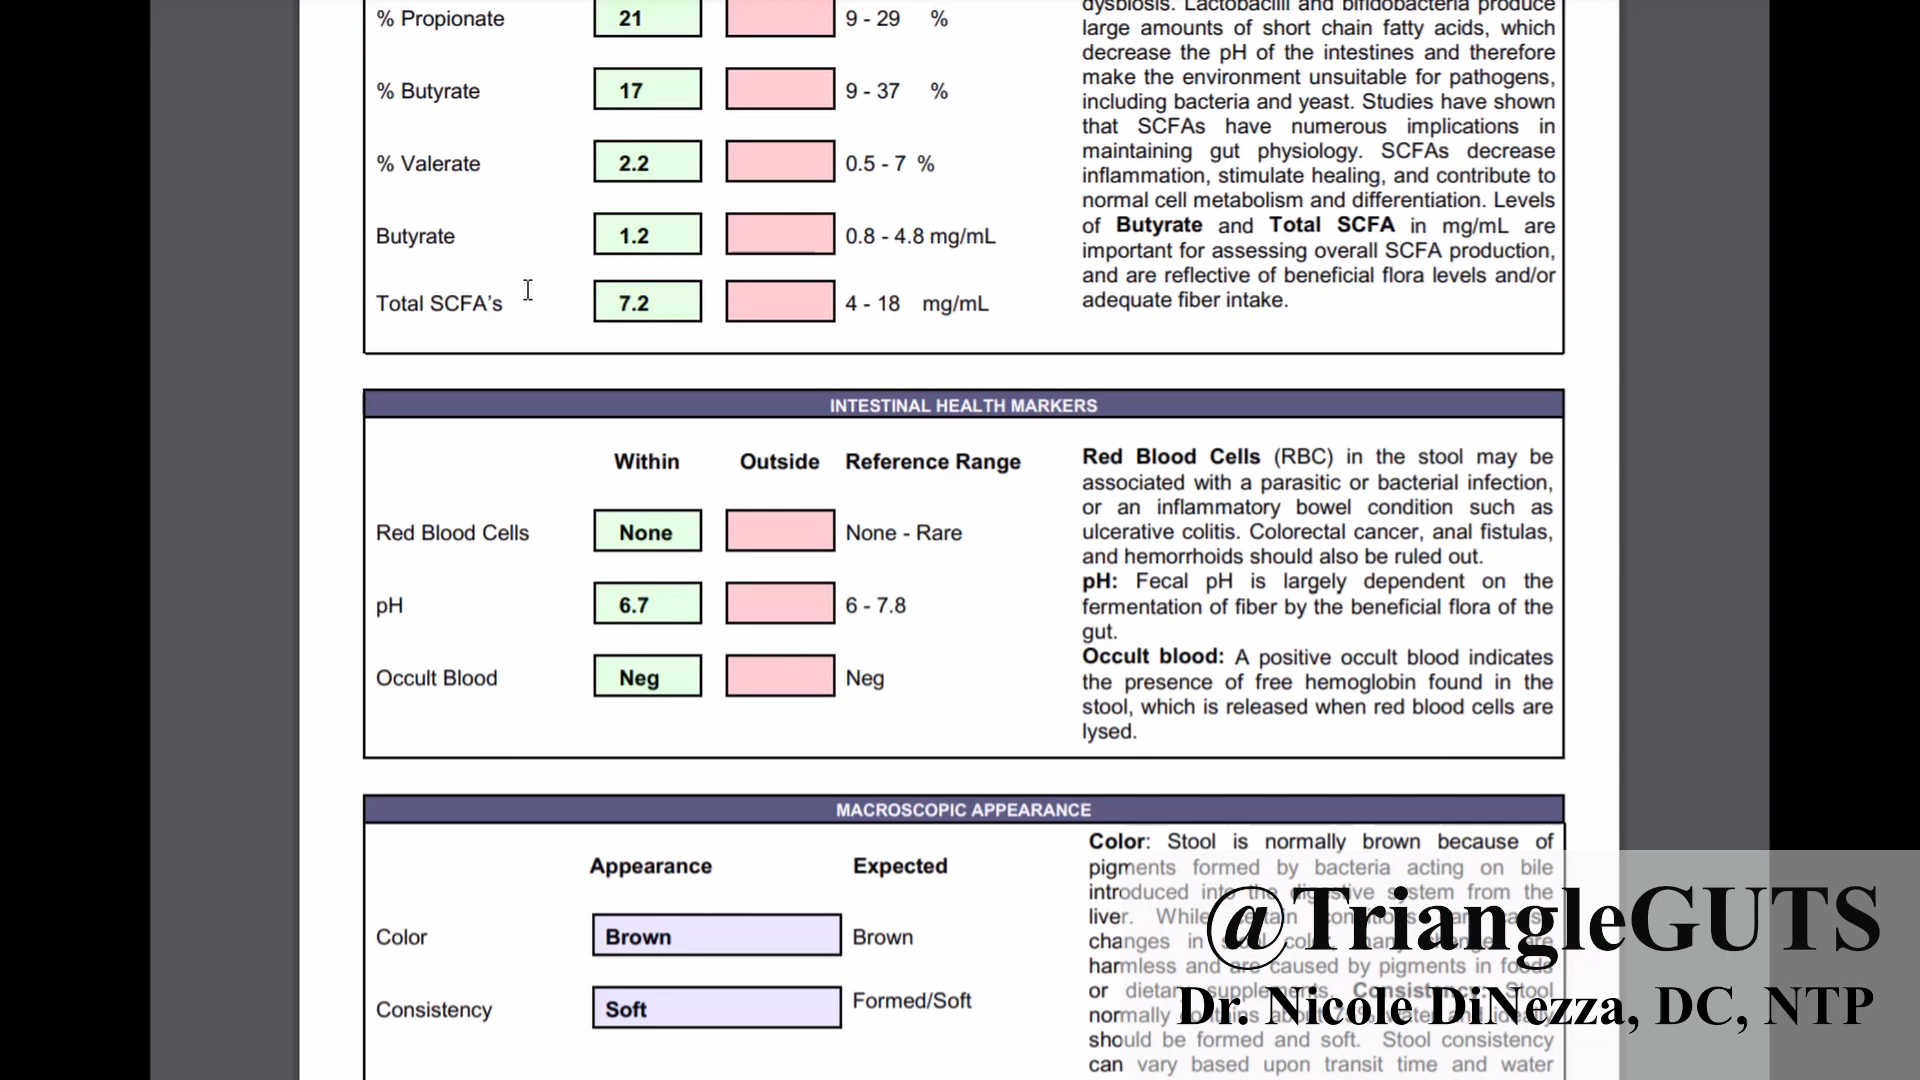 % Propionate 21 9 - 29 %
% Butyrate 17 9 - 37 %
% Valerate 2.2 0.5 - 7 %
Butyrate 1.2 0.8 - 4.8 mg/mL
Total SCFA's 7.2 4 - 18 mg/mL
dysbiosis. Lactobacilli and bifidobacteria produce
large amounts of short chain fatty acids, which
decrease the pH of the intestines and therefore
make the environment unsuitable for pathogens,
including bacteria and yeast. Studies have shown
that SCFAs have numerous implications in
maintaining gut physiology. SCFAs decrease
inflammation, stimulate healing, and contribute to
normal cell metabolism and differentiation. Levels
of Butyrate and Total SCFA in mg/mL are
important for assessing overall SCFA production,
and are reflective of beneficial flora levels and/or
adequate fiber intake.
INTESTINAL HEALTH MARKERS
Within Outside Reference Range
Red Blood Cells None None - Rare
pH 6.7 6 - 7.8
Occult Blood Neg Neg
Red Blood Cells (RBC) in the stool may be
associated with a parasitic or bacterial infection,
or an inflammatory bowel condition such as
ulcerative colitis. Colorectal cancer, anal fistulas,
and hemorrhoids should also be ruled out.
pH: Fecal pH is largely dependent on the
fermentation of fiber by the beneficial flora of the
gut.
Occult blood: A positive occult blood indicates
the presence of free hemoglobin found in the
stool, which is released when red blood cells are
lysed.
MACROSCOPIC APPEARANCE
Appearance Expected
Color Brown Brown
Consistency Soft Formed/Soft
Color: Stool is normally brown because of
pigments formed by bacteria acting on bile
introduced into the digestive system from the
liver. While
changes in
harmless and are caused by pigments in foods
or dietary supplements. Consistency: Stool
normally
should be formed and soft. Stool consistency
can vary based upon transit time and water
@TriangleGUTS
Dr. Nicole DiNezza, DC, NTP